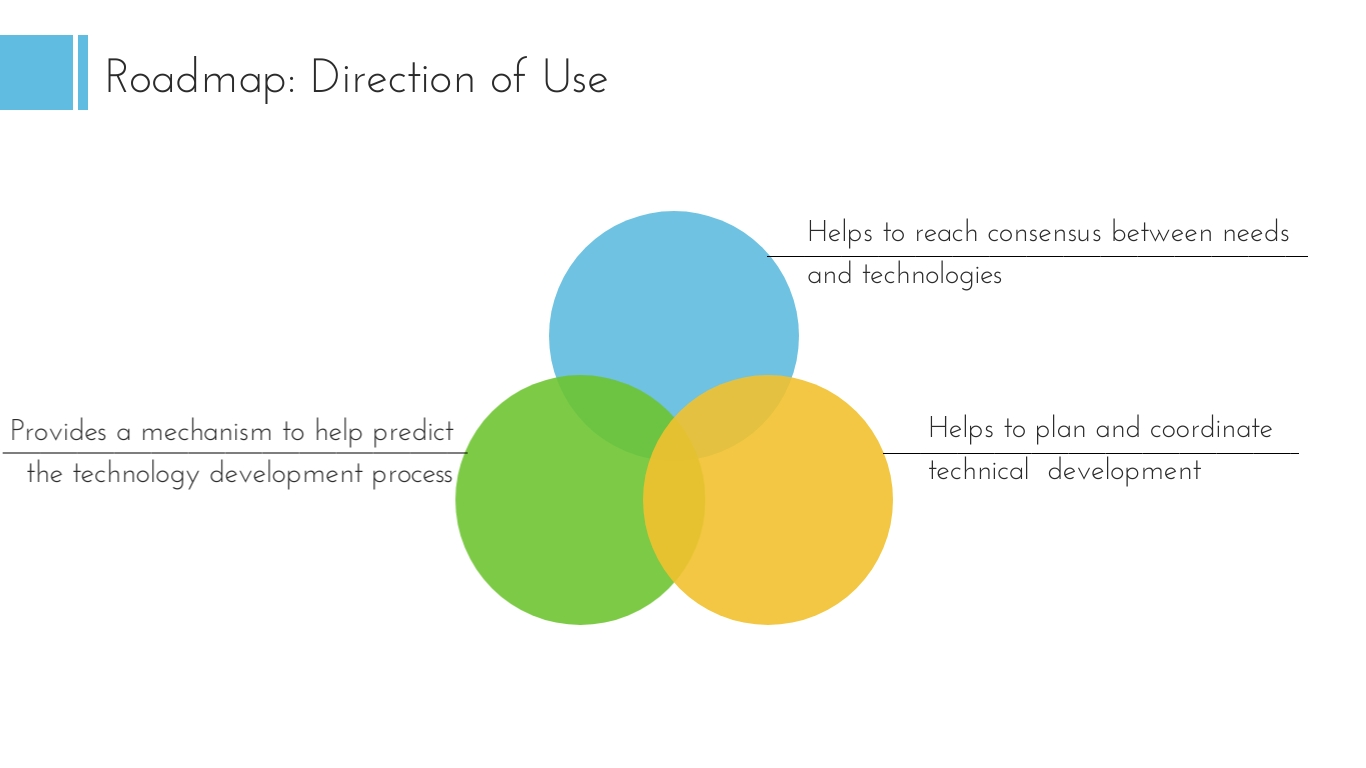 Roadmap: Direction of Use
Helps to reach consensus between needs
and technologies
Provides a mechanism to help predict
the technology development process
Helps to plan and coordinate
technical development